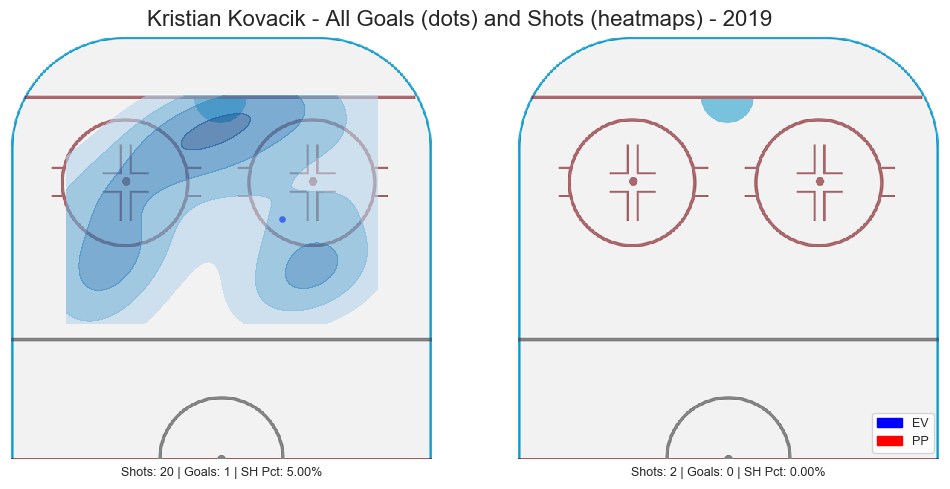 Kristian Kovacik - All Goals (dots) and Shots (heatmaps) - 2019
EV
PP
Shots: 20 | Goals: 1 | SH Pct: 5.00%
Shots: 2 | Goals: 0 | SH Pct: 0.00%